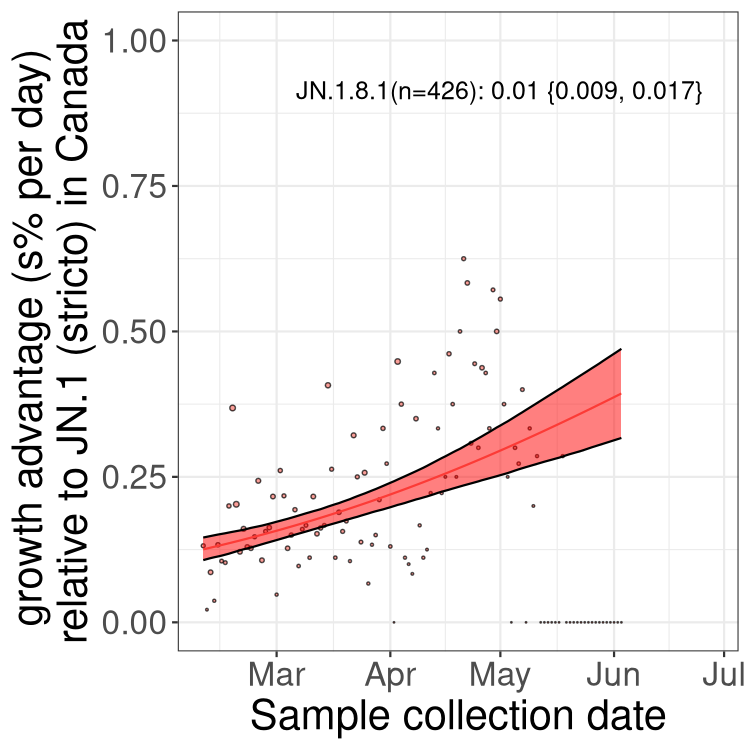 growth advantage (s% per day)
relative to JN.1 (stricto) in Canada
1.00
0.75
0.50
0.25
0.00
JN.1.8.1(n=426): 0.01 {0.009, 0.017}
Mar Apr May Jun Jul
Sample collection date